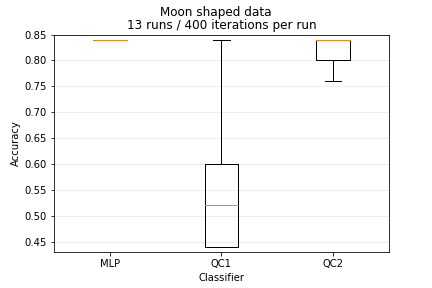 Moon shaped data
13 runs / 400 iterations per run
0.85
0.80
0.75
0.70
0.65
0.60
0.55
0.50
0.45
Accuracy
MLP
QC1
QC2
Classifier